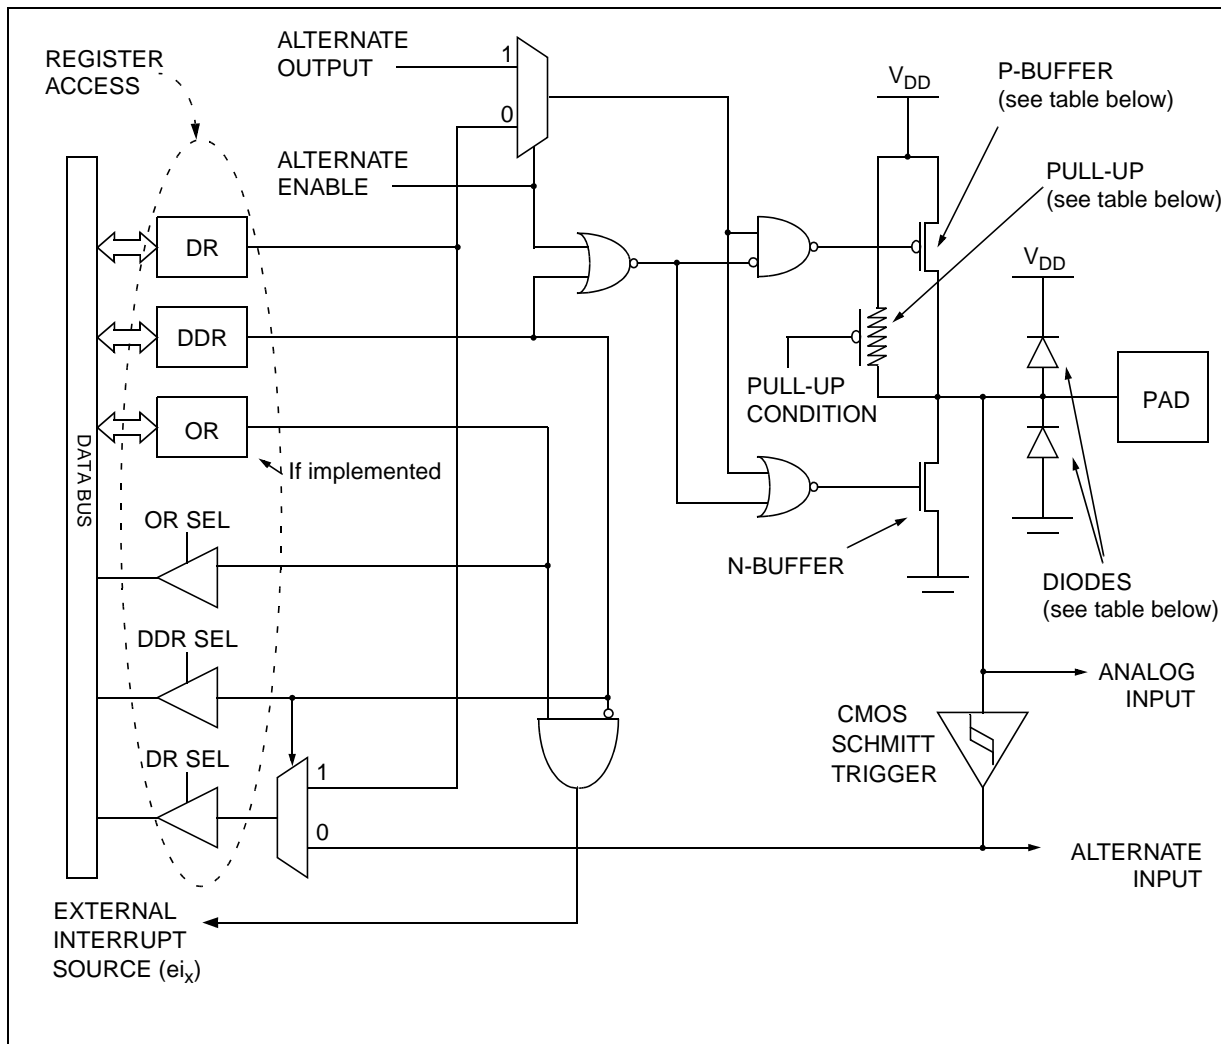 REGISTER
ACCESS
ALTERNATE
OUTPUT
1
0
ALTERNATE
ENABLE
VDD
P-BUFFER
(see table below)
PULL-UP
(see table below)
DR
DDR
OR
If implemented
DATA BUS
PULL-UP
CONDITION
VDD
PAD
N-BUFFER
DIODES
(see table below)
OR SEL
DDR SEL
DR SEL
1
0
ANALOG
INPUT
CMOS
SCHMITT
TRIGGER
ALTERNATE
INPUT
EXTERNAL
INTERRUPT
SOURCE (eix)